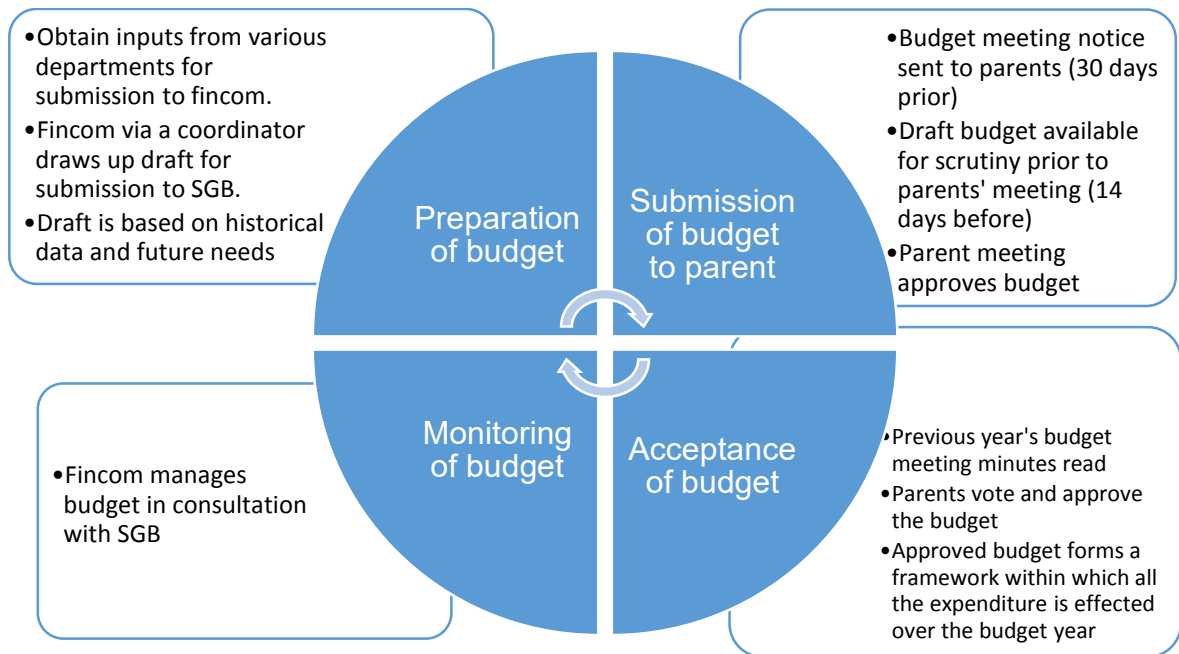 •Obtain inputs from various
departments for
submission to fincom.
•Fincom via a coordinator
draws up draft for
submission to SGB.
•Draft is based on historical
data and future needs
Preparation
of budget
Submission
of budget
to parent
•Budget meeting notice
sent to parents (30 days
prior)
•Draft budget available
for scrutiny prior to
parents' meeting (14
days before)
•Parent meeting
approves budget
•Fincom manages
budget in consultation
with SGB
Monitoring
of budget
Acceptance
of budget
•Previous year's budget
meeting minutes read
•Parents vote and approve
the budget
•Approved budget forms a
framework within which all
the expenditure is effected
over the budget year